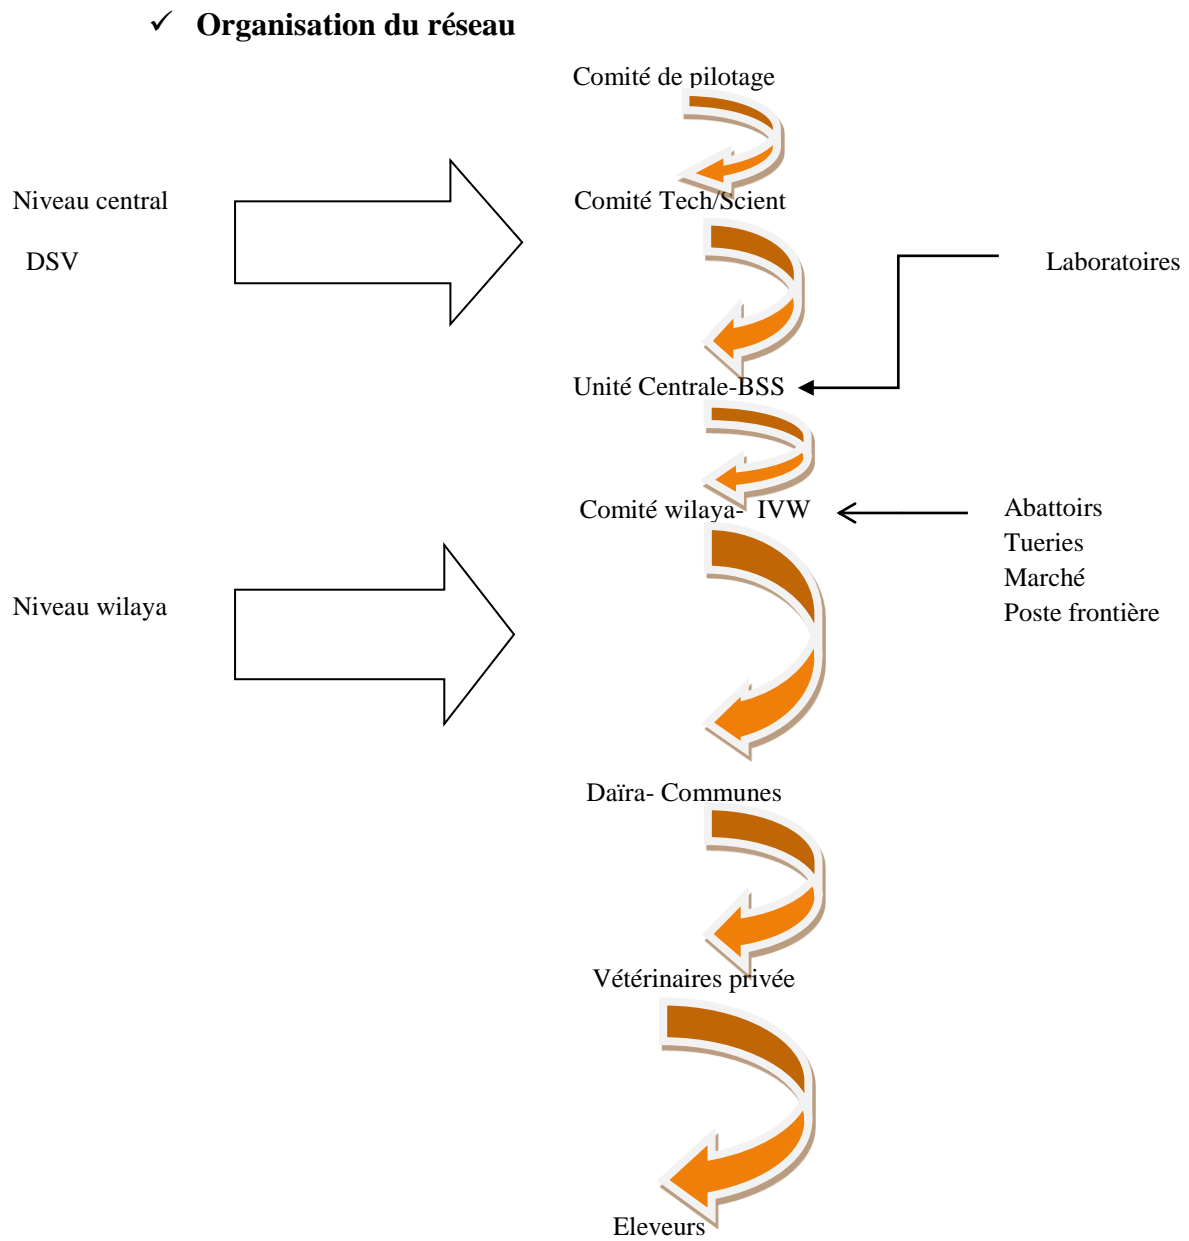 ✓ Organisation du réseau
Comité de pilotage
Niveau central
DSV
Comité Tech/Scient
Laboratoires
Unité Centrale-BSS
Comité wilaya- IVW
Abattoirs
Tueries
Marché
Poste frontière
Niveau wilaya
Daïra- Communes
Vétérinaires privée
Eleveurs